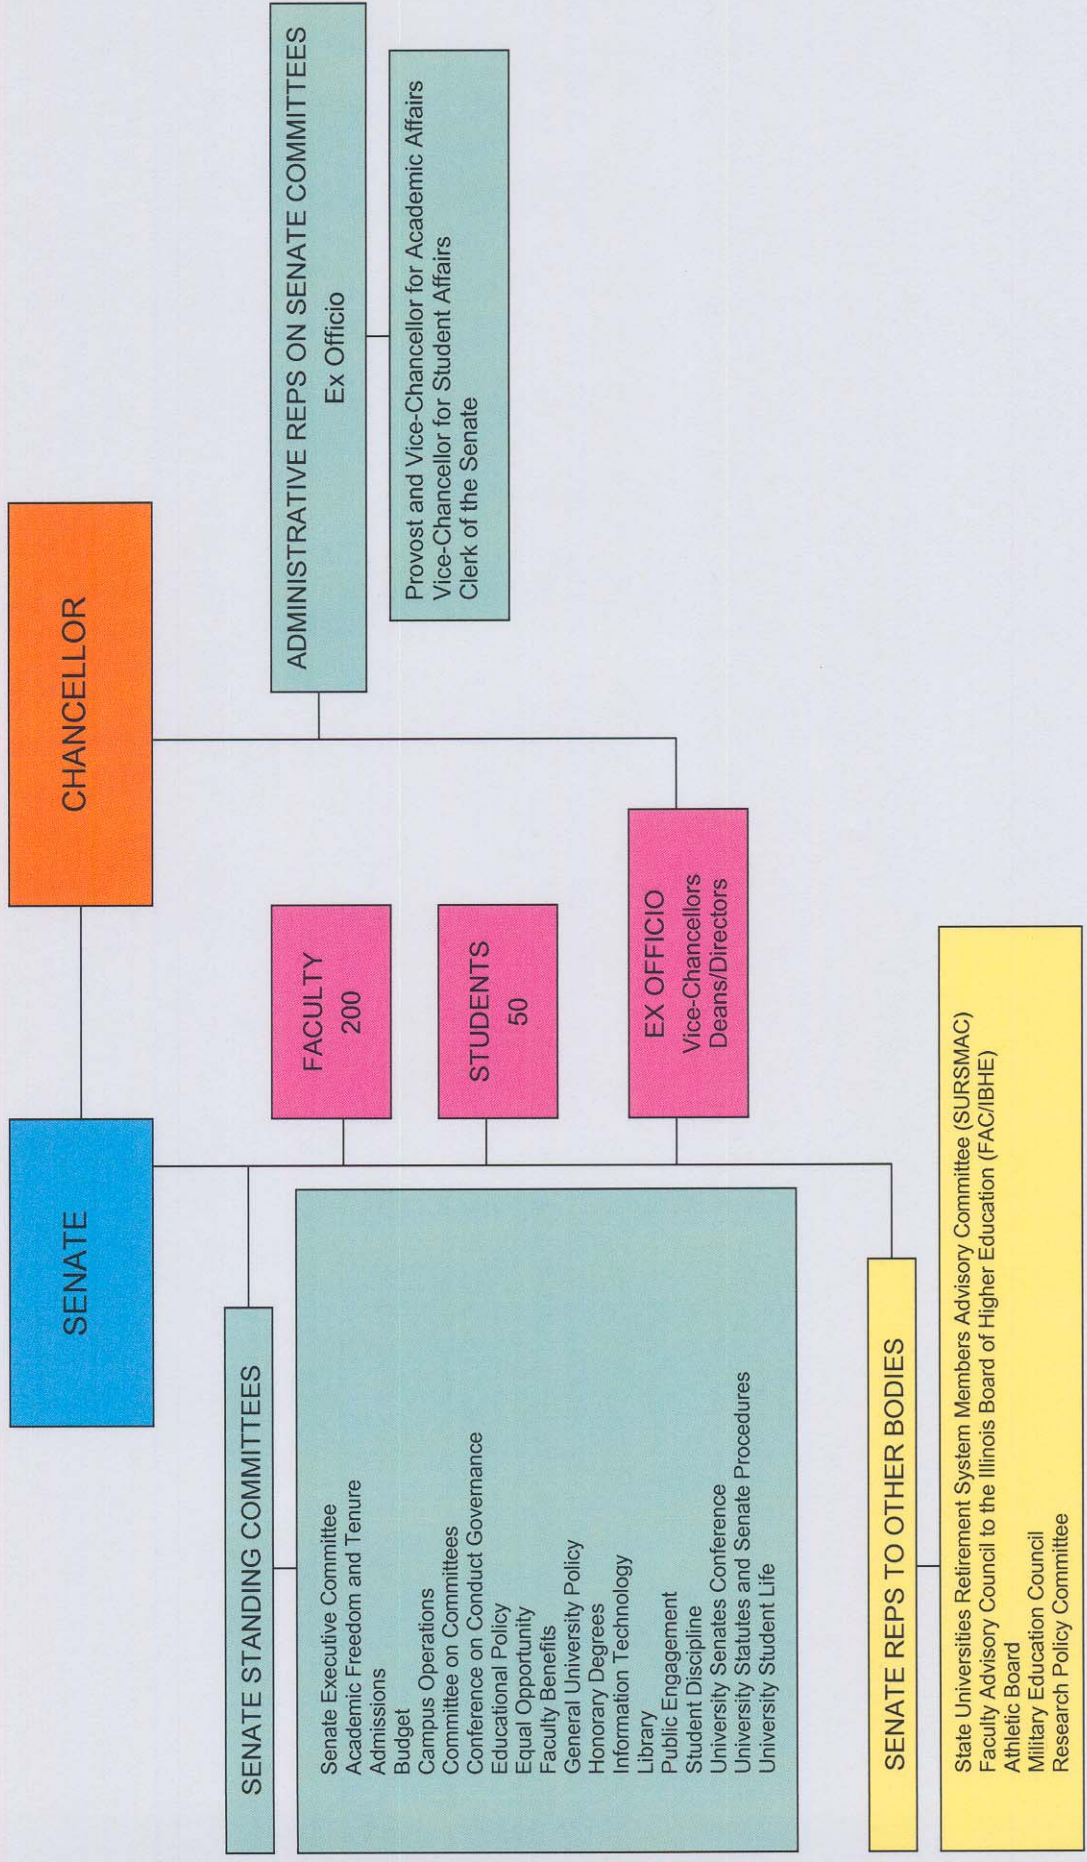 SENATE
CHANCELLOR
SENATE STANDING COMMITTEES
Senate Executive Committee
Academic Freedom and Tenure
Admissions
Budget
Campus Operations
Committee on Committees
Conference on Conduct Governance
Educational Policy
Equal Opportunity
Faculty Benefits
General University Policy
Honorary Degrees
Information Technology
Library
Public Engagement
Student Discipline
University Senates Conference
University Statutes and Senate Procedures
University Student Life
FACULTY
200
STUDENTS
50
EX OFFICIO
Vice-Chancellors
Deans/Directors
ADMINISTRATIVE REPS ON SENATE COMMITTEES
Ex Officio
Provost and Vice-Chancellor for Academic Affairs
Vice-Chancellor for Student Affairs
Clerk of the Senate
SENATE REPS TO OTHER BODIES
State Universities Retirement System Members Advisory Committee (SURSMAC)
Faculty Advisory Council to the Illinois Board of Higher Education (FAC/IBHE)
Athletic Board
Military Education Council
Research Policy Committee